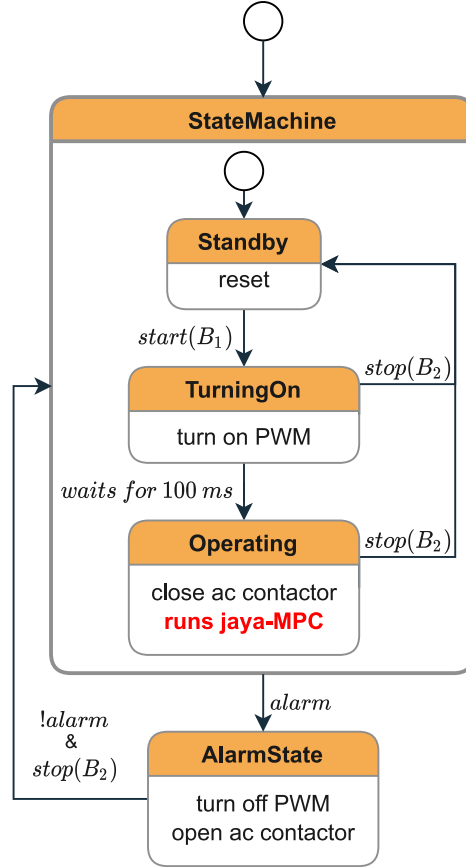 StateMachine
Standby
reset
start(B₁)
TurningOn
stop(B₂)
turn on PWM
waits for 100 ms
Operating
stop(B₂)
close ac contactor
runs jaya-MPC
alarm
!alarm
&
stop(B₂)
AlarmState
turn off PWM
open ac contactor